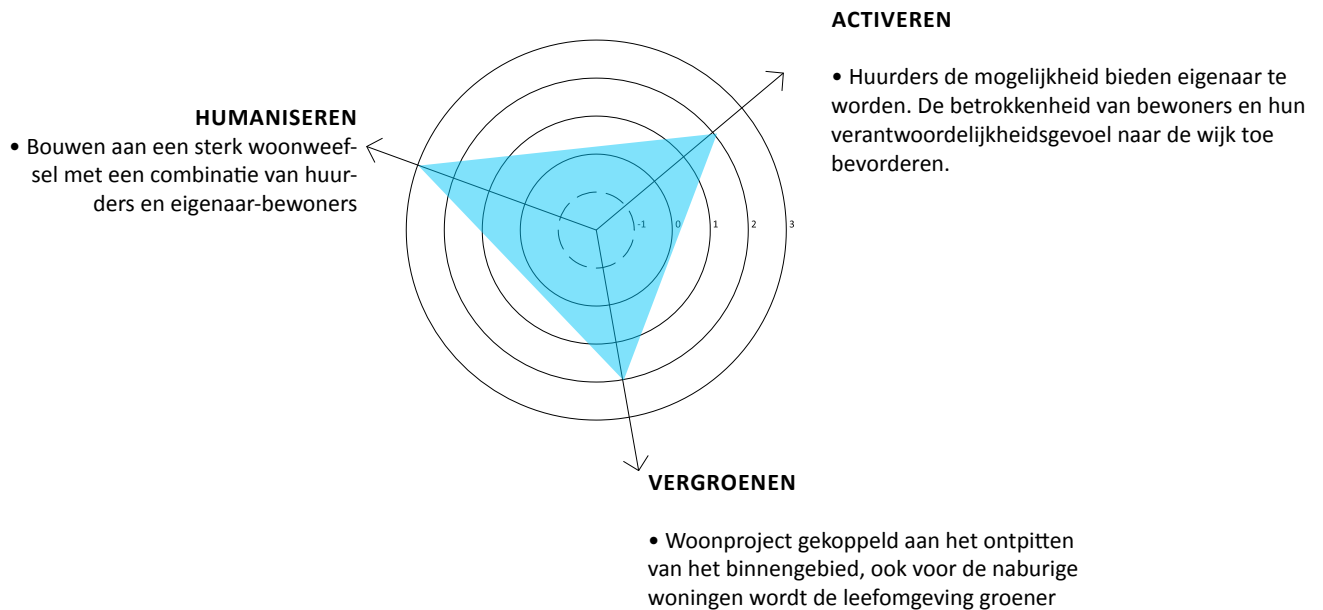 ACTIVEREN
• Huurders de mogelijkheid bieden eigenaar te
worden. De betrokkenheid van bewoners en hun
verantwoordelijkheidsgevoel naar de wijk toe
bevorderen.
HUMANISEREN
• Bouwen aan een sterk woonweef-
sel met een combinatie van huur-
ders en eigenaar-bewoners
-1 0 1 2 3
VERGROENEN
• Woonproject gekoppeld aan het ontpitten
van het binnengebied, ook voor de naburige
woningen wordt de leefomgeving groener